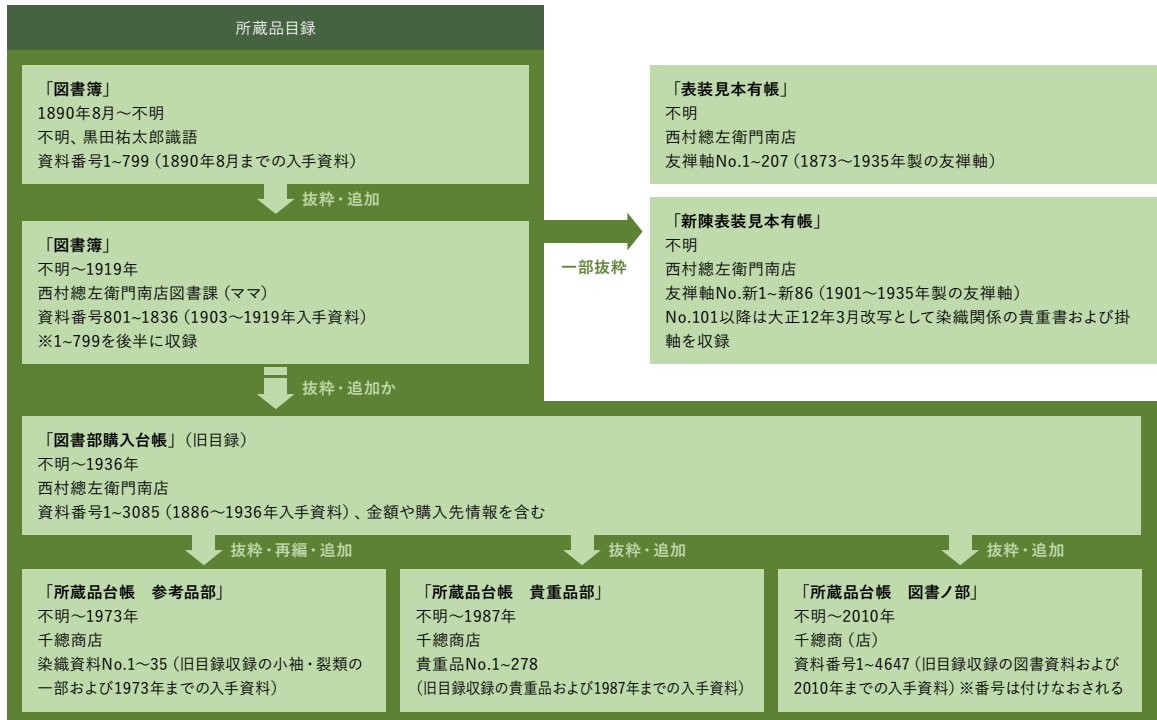 所蔵品目録
「図書簿」
1890年8月〜不明
不明、黒田祐太郎識語
資料番号1~799（1890年8月までの入手資料）
抜粋・追加
「図書簿」
不明〜1919年
西村總左衛門南店図書課（ママ）
資料番号801~1836（1903〜1919年入手資料）
※1~799を後半に収録
一部抜粋
「表装見本有帳」
不明
西村總左衛門南店
友禅軸No.1~207（1873〜1935年製の友禅軸）
「新陳表装見本有帳」
不明
西村總左衛門南店
友禅軸No.新1~新86（1901〜1935年製の友禅軸）
No.101以降は大正12年3月改写として染織関係の貴重書および掛
軸を収録
抜粋・追加か
「図書部購入台帳」（旧目録）
不明〜1936年
西村總左衛門南店
資料番号1~3085（1886〜1936年入手資料）、金額や購入先情報を含む
抜粋・再編・追加
抜粋・追加
抜粋・追加
「所蔵品台帳　参考品部」
不明〜1973年
千總商店
染織資料No.1〜35（旧目録収録の小袖・裂類の
一部および1973年までの入手資料）
「所蔵品台帳　貴重品部」
不明〜1987年
千總商店
貴重品No.1~278
（旧目録収録の貴重品および1987年までの入手資料）
「所蔵品台帳　図書ノ部」
不明〜2010年
千總商（店）
資料番号1~4647（旧目録収録の図書資料および
2010年までの入手資料）※番号は付けなおされる